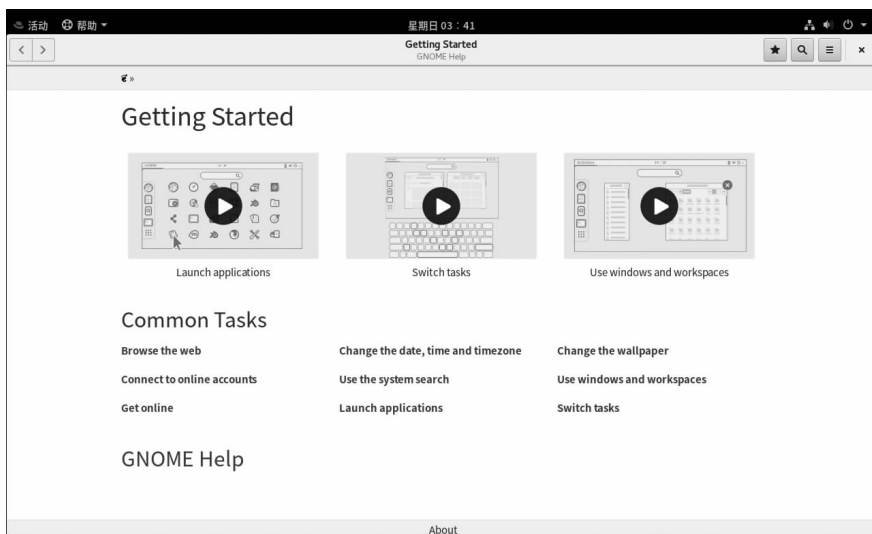 活动 帮助 星期日 03：41
Getting Started
GNOME Help
»
Getting Started
Launch applications Switch tasks Use windows and workspaces
Common Tasks
Browse the web Change the date, time and timezone Change the wallpaper
Connect to online accounts Use the system search Use windows and workspaces
Get online Launch applications Switch tasks
GNOME Help
About